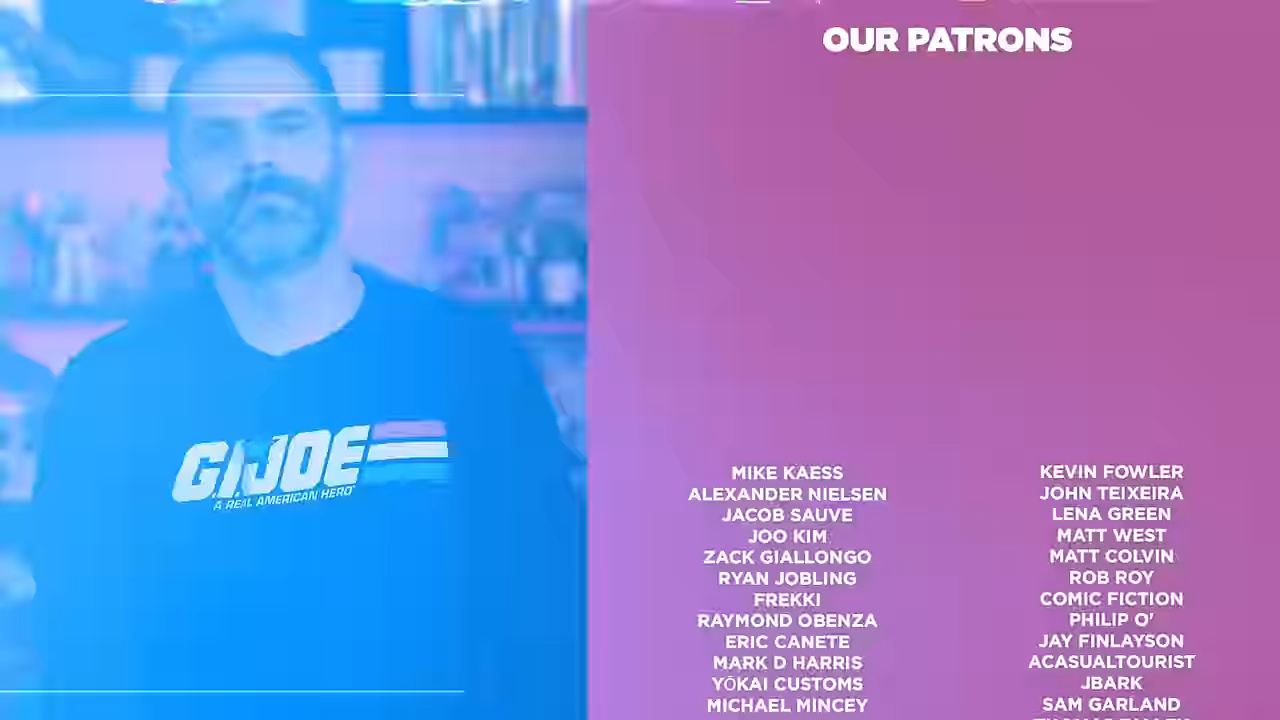 OUR PATRONS
G.I. JOE
A REAL AMERICAN HERO
MIKE KAESS
ALEXANDER NIELSEN
JACOB SAUVE
JOO KIM
ZACK GIALLONGO
RYAN JOBLING
FREKKI
RAYMOND OBENZA
ERIC CANETE
MARK D HARRIS
YŌKAI CUSTOMS
MICHAEL MINCEY
KEVIN FOWLER
JOHN TEIXEIRA
LENA GREEN
MATT WEST
MATT COLVIN
ROB ROY
COMIC FICTION
PHILIP O'
JAY FINLAYSON
ACASUALTOURIST
JBARK
SAM GARLAND